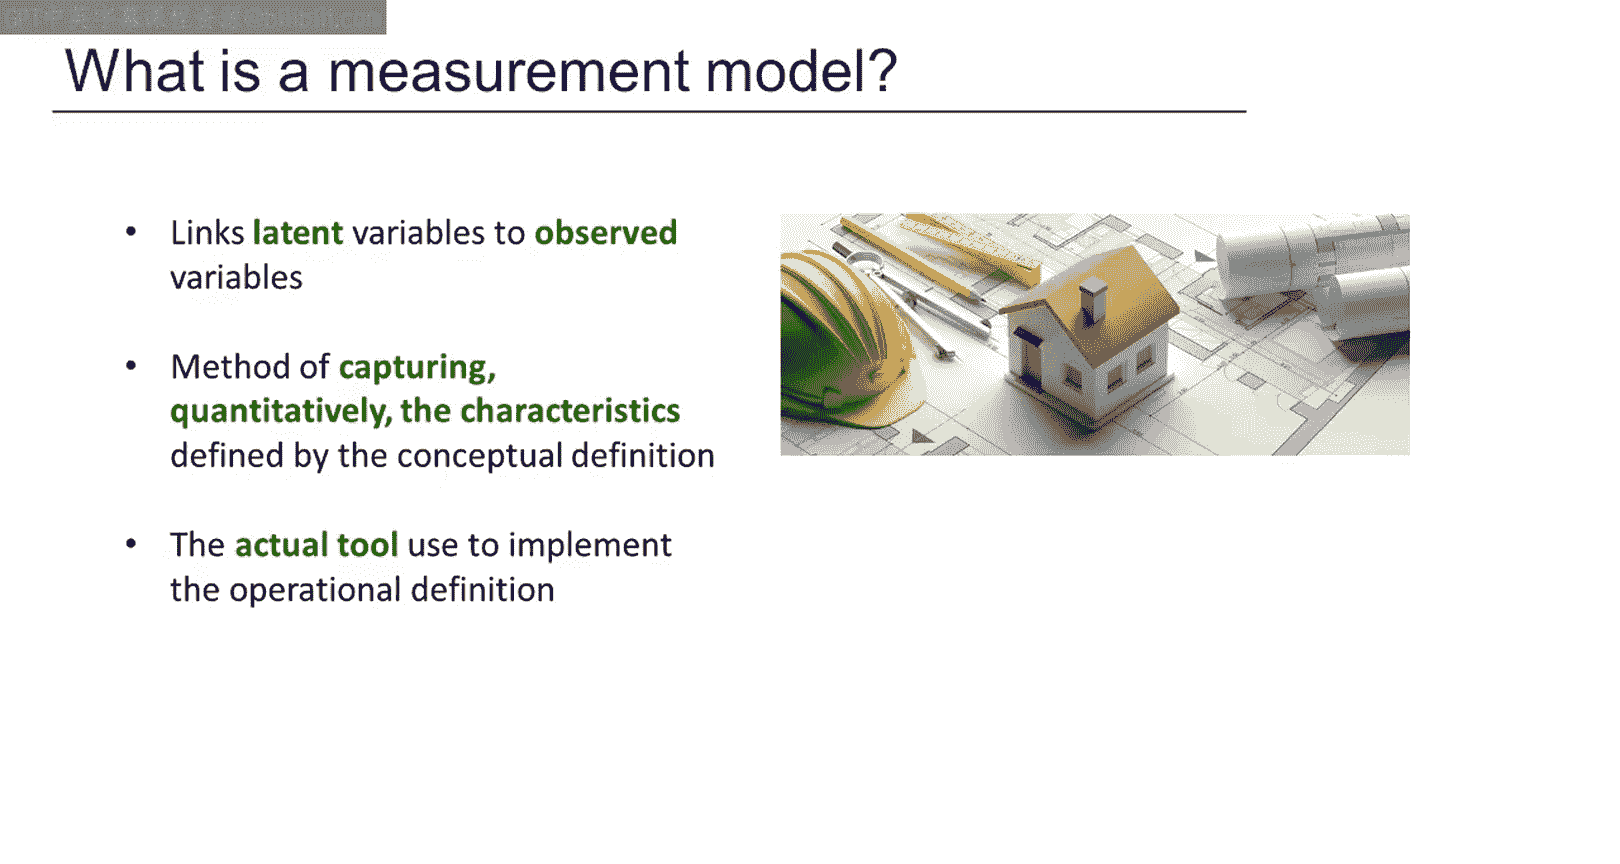 What is a measurement model?
• Links latent variables to observed
variables
• Method of capturing,
quantitatively, the characteristics
defined by the conceptual definition
• The actual tool use to implement
the operational definition